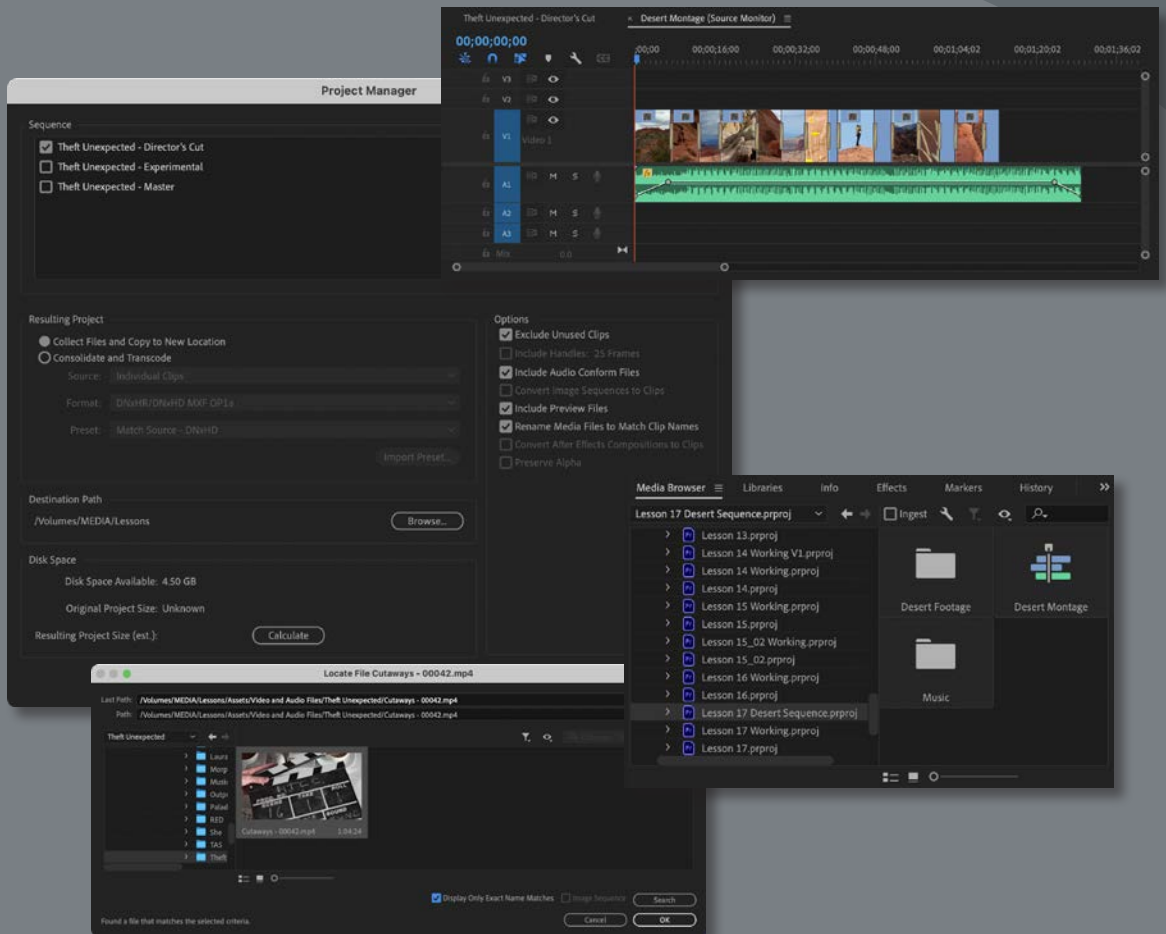 Theft Unexpected - Director's Cut
× Desert Montage (Source Monitor)
00;00;00;00
;00;00 00;00;16;00 00;00;32;00 00;00;48;00 00;01;04;02 00;01;20;02 00;01;36;02
fx V3
fx V2
fx V1 Video 1
fx
fx A1 M S
fx A2 M S
fx A3 M S
fx Mix 0.0
Project Manager
Sequence
Theft Unexpected - Director's Cut
Theft Unexpected - Experimental
Theft Unexpected - Master
Resulting Project
Collect Files and Copy to New Location
Consolidate and Transcode
Source: Individual Clips
Format: DNxHR/DNxHD MXF OP1a
Preset: Match Source - DNxHD
Import Preset...
Options
Exclude Unused Clips
Include Handles: 25 Frames
Include Audio Conform Files
Convert Image Sequences to Clips
Include Preview Files
Rename Media Files to Match Clip Names
Convert After Effects Compositions to Clips
Preserve Alpha
Destination Path
/Volumes/MEDIA/Lessons
Browse...
Disk Space
Disk Space Available: 4.50 GB
Original Project Size: Unknown
Resulting Project Size (est.):
Calculate
Media Browser Libraries Info Effects Markers History
Lesson 17 Desert Sequence.prproj Ingest
Lesson 13.prproj
Lesson 14 Working V1.prproj
Lesson 14 Working.prproj
Lesson 14.prproj
Lesson 15 Working.prproj
Lesson 15.prproj
Lesson 15_02 Working.prproj
Lesson 15_02.prproj
Lesson 16 Working.prproj
Lesson 16.prproj
Lesson 17 Desert Sequence.prproj
Lesson 17 Working.prproj
Lesson 17.prproj
Desert Footage
Desert Montage
Music
Locate File Cutaways - 00042.mp4
Last Path: /Volumes/MEDIA/Lessons/Assets/Video and Audio Files/Theft Unexpected/Cutaways - 00042.mp4
Path: /Volumes/MEDIA/Lessons/Assets/Video and Audio Files/Theft Unexpected/Cutaways - 00042.mp4
Theft Unexpected
Laura
Morp
Music
Outp
Palad
RED
She
TAS
Theft
SCENE TAKE ROLL
SOUND
Cutaways - 00042.mp4 1:04:24
Display Only Exact Name Matches
Image Sequence
Search
Found a file that matches the selected criteria.
Cancel
OK